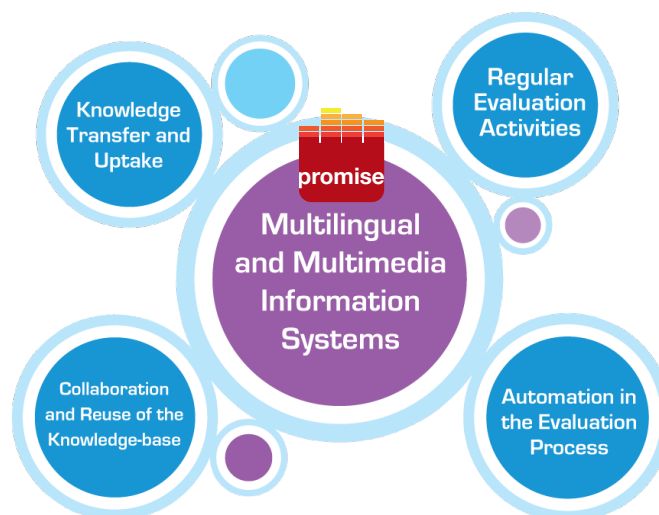 Knowledge
Transfer and
Uptake
Regular
Evaluation
Activities
promise
Multilingual
and Multimedia
Information
Systems
Collaboration
and Reuse of the
Knowledge-base
Automation in
the Evaluation
Process